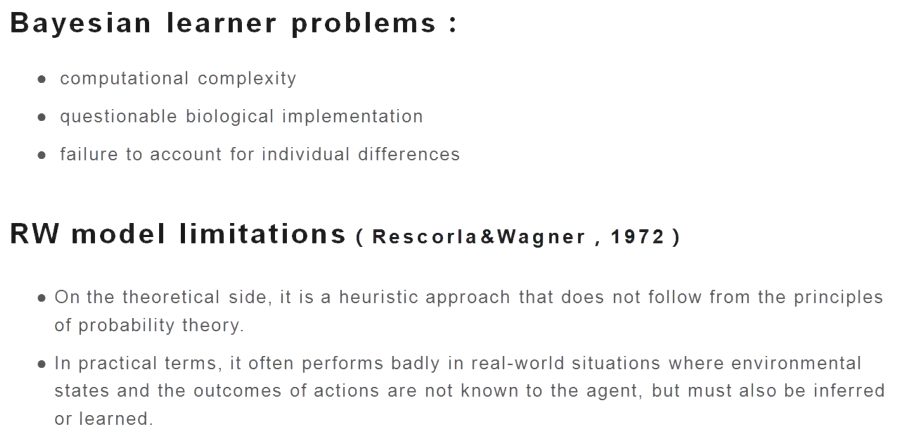 Bayesian learner problems :
● computational complexity
● questionable biological implementation
● failure to account for individual differences
RW model limitations ( Rescorla&Wagner , 1972 )
● On the theoretical side, it is a heuristic approach that does not follow from the principles
of probability theory.
● In practical terms, it often performs badly in real-world situations where environmental
states and the outcomes of actions are not known to the agent, but must also be inferred
or learned.